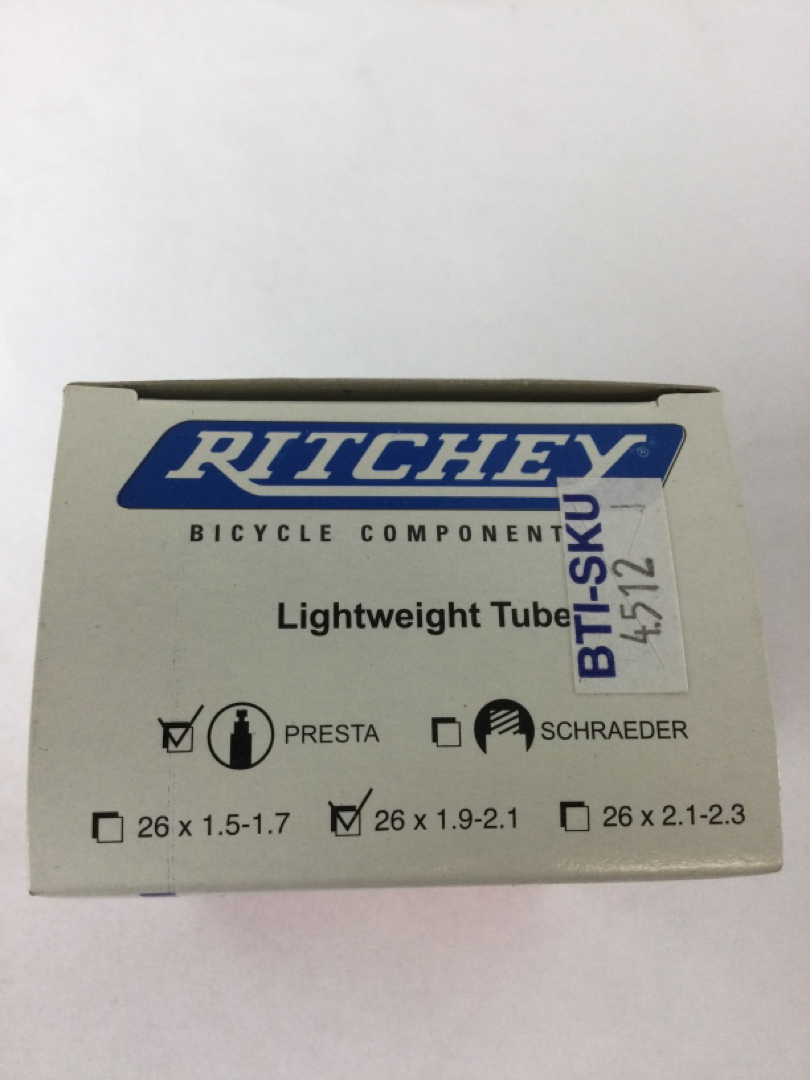 RITCHEY®
BICYCLE COMPONENT
Lightweight Tube
BTI-SKU
4512
PRESTA
SCHRAEDER
26 x 1.5-1.7
26 x 1.9-2.1
26 x 2.1-2.3